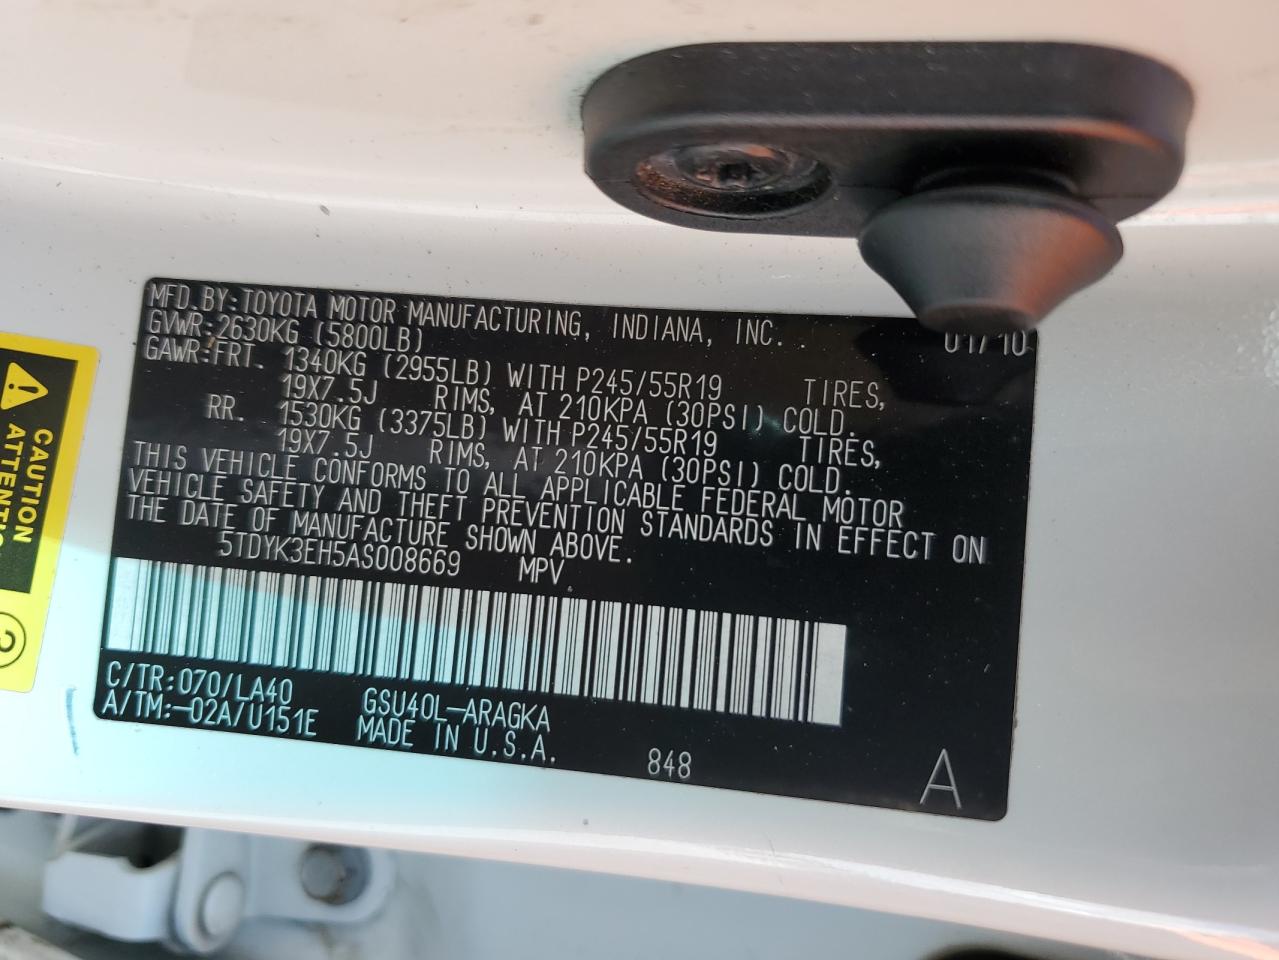 MFD.BY:TOYOTA MOTOR MANUFACTURING, INDIANA, INC. 01/10
GVWR:2630KG (5800LB)
GAWR:FRT. 1340KG (2955LB) WITH P245/55R19 TIRES,
19X7.5J RIMS, AT 210KPA (30PSI) COLD.
RR. 1530KG (3375LB) WITH P245/55R19 TIRES,
19X7.5J RIMS, AT 210KPA (30PSI) COLD.
THIS VEHICLE CONFORMS TO ALL APPLICABLE FEDERAL MOTOR
VEHICLE SAFETY AND THEFT PREVENTION STANDARDS IN EFFECT ON
THE DATE OF MANUFACTURE SHOWN ABOVE.
5TDYK3EH5AS008669 MPV
C/TR:070/LA40 GSU40L-ARAGKA
A/TM:-02A/U151E MADE IN U.S.A.
848
A
CAUTION